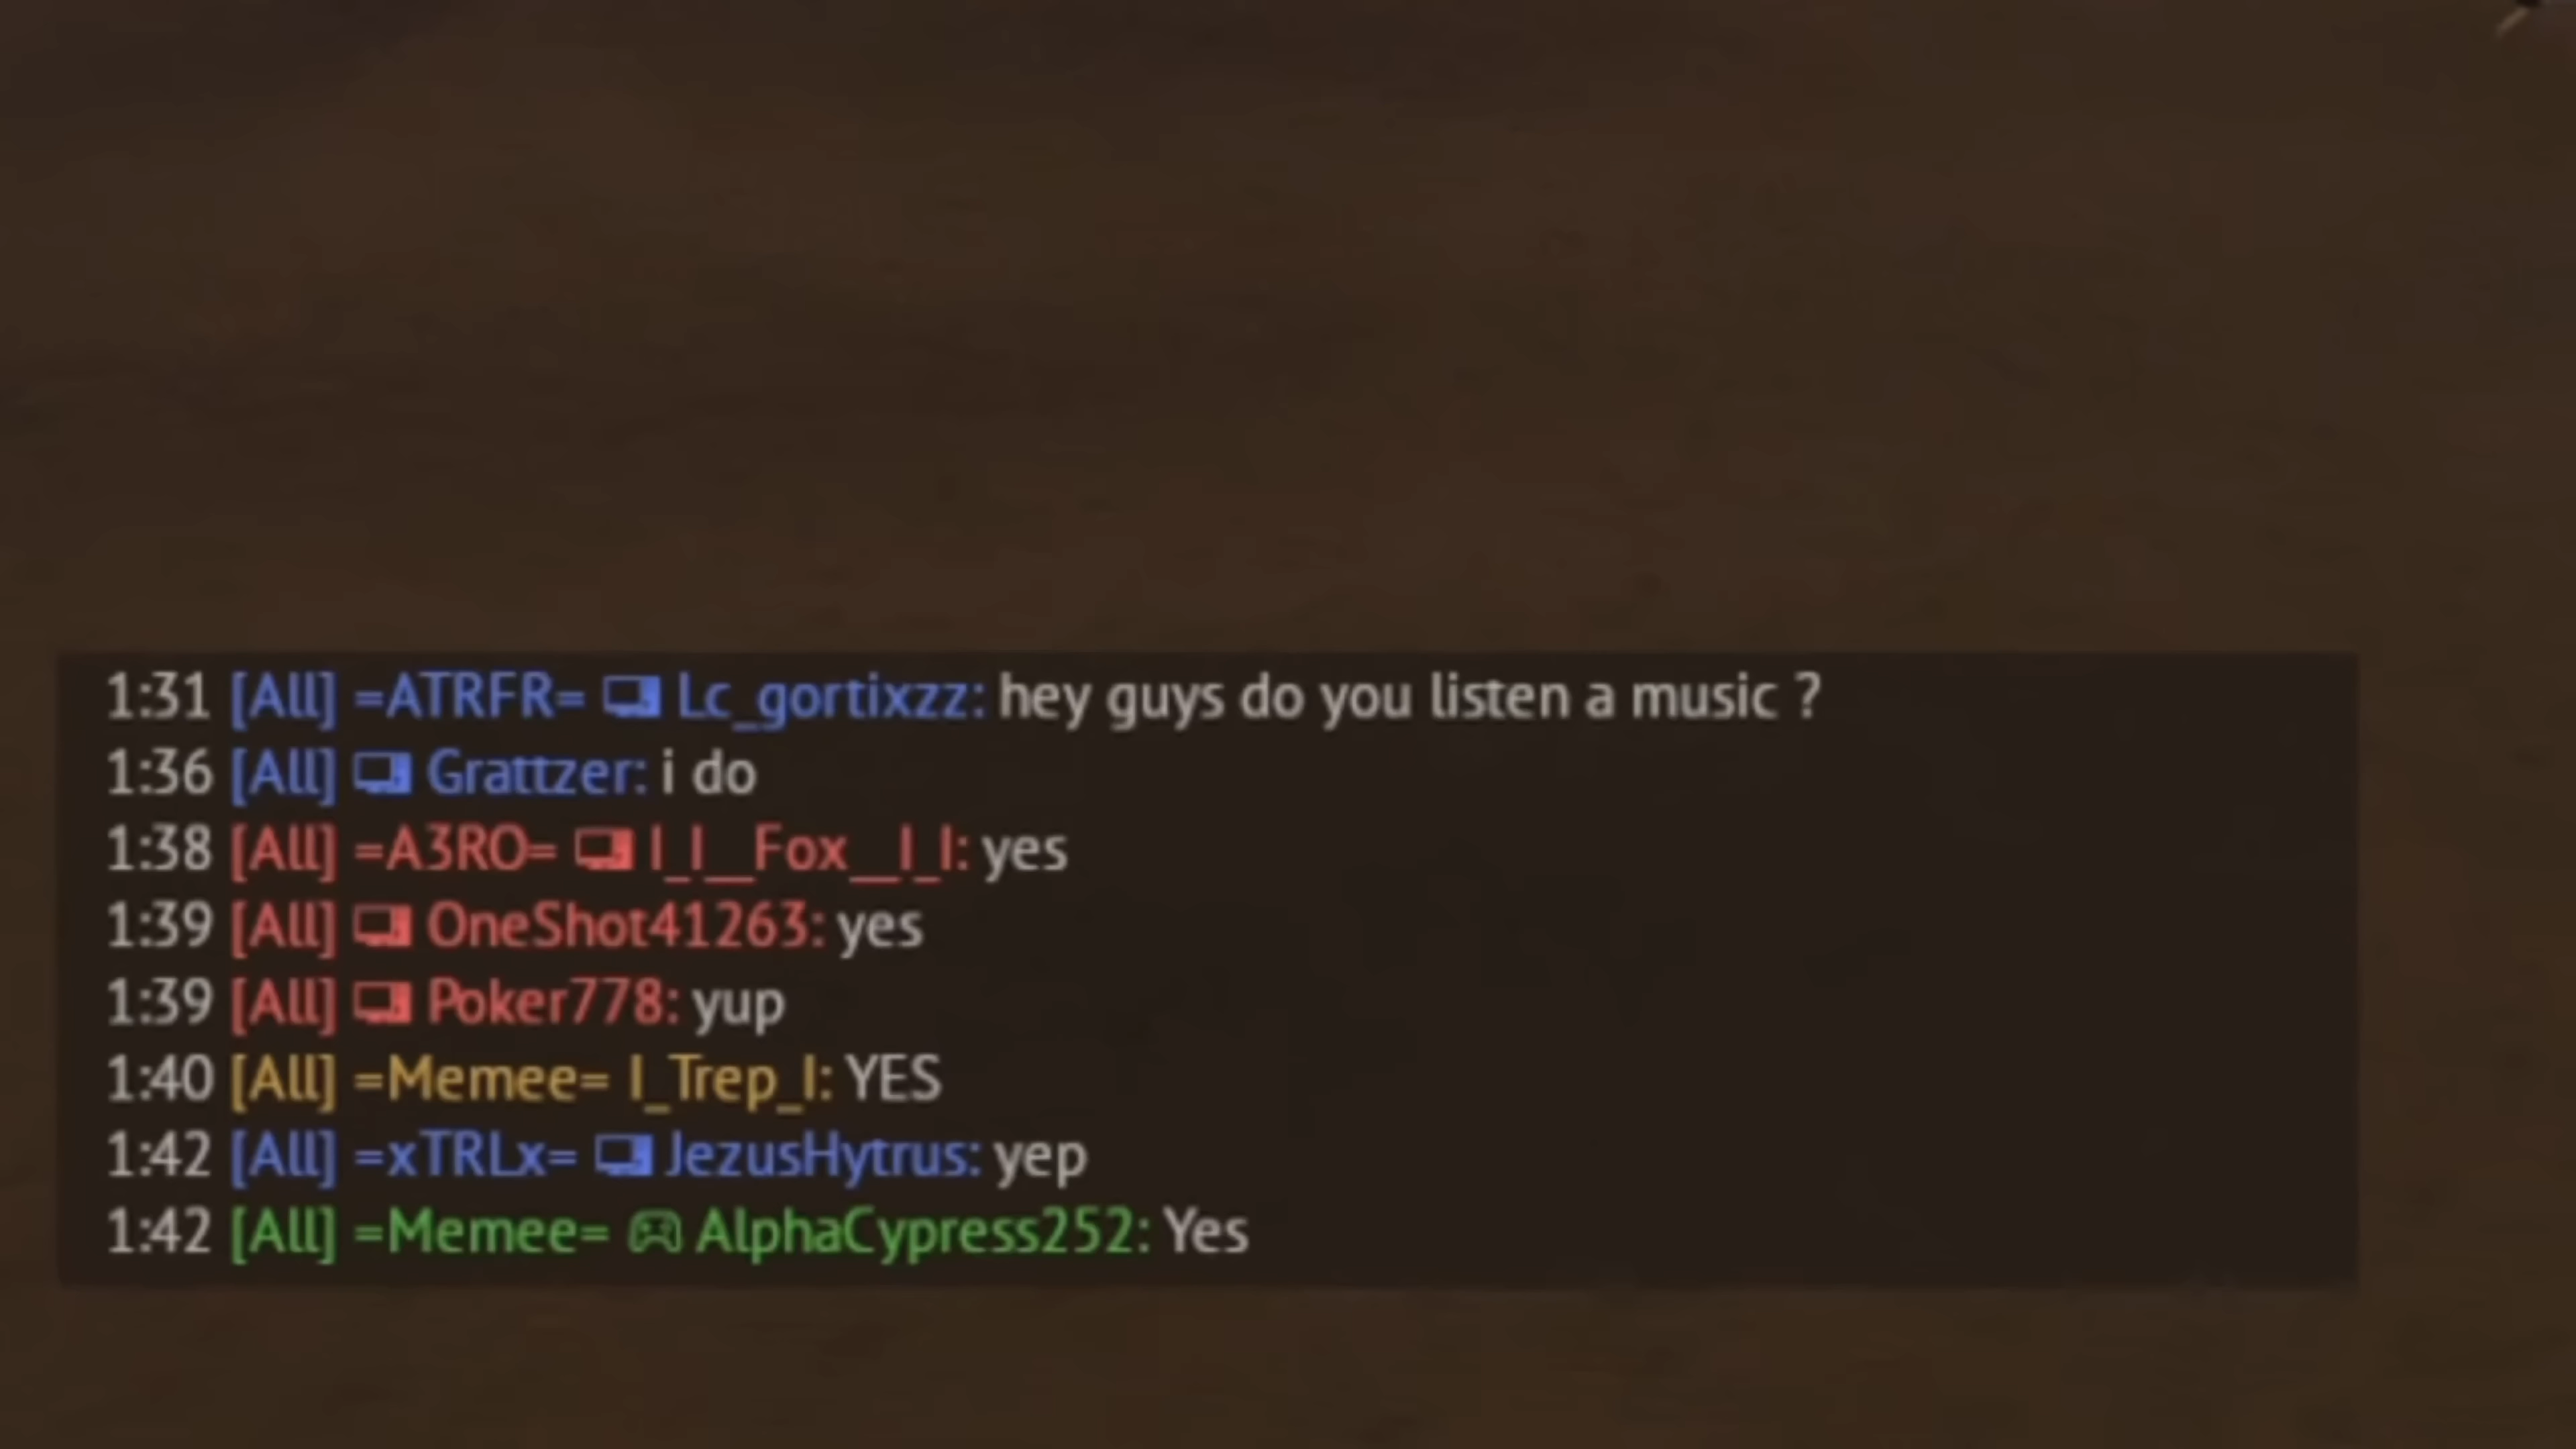 1:31 [All] =ATRFR= Lc_gortixzz: hey guys do you listen a music ?
1:36 [All] Grattzer: i do
1:38 [All] =A3RO= I_I__Fox__I_I: yes
1:39 [All] OneShot41263: yes
1:39 [All] Poker778: yup
1:40 [All] =Memee= I_Trep_I: YES
1:42 [All] =xTRLx= JezusHytrus: yep
1:42 [All] =Memee= AlphaCypress252: Yes